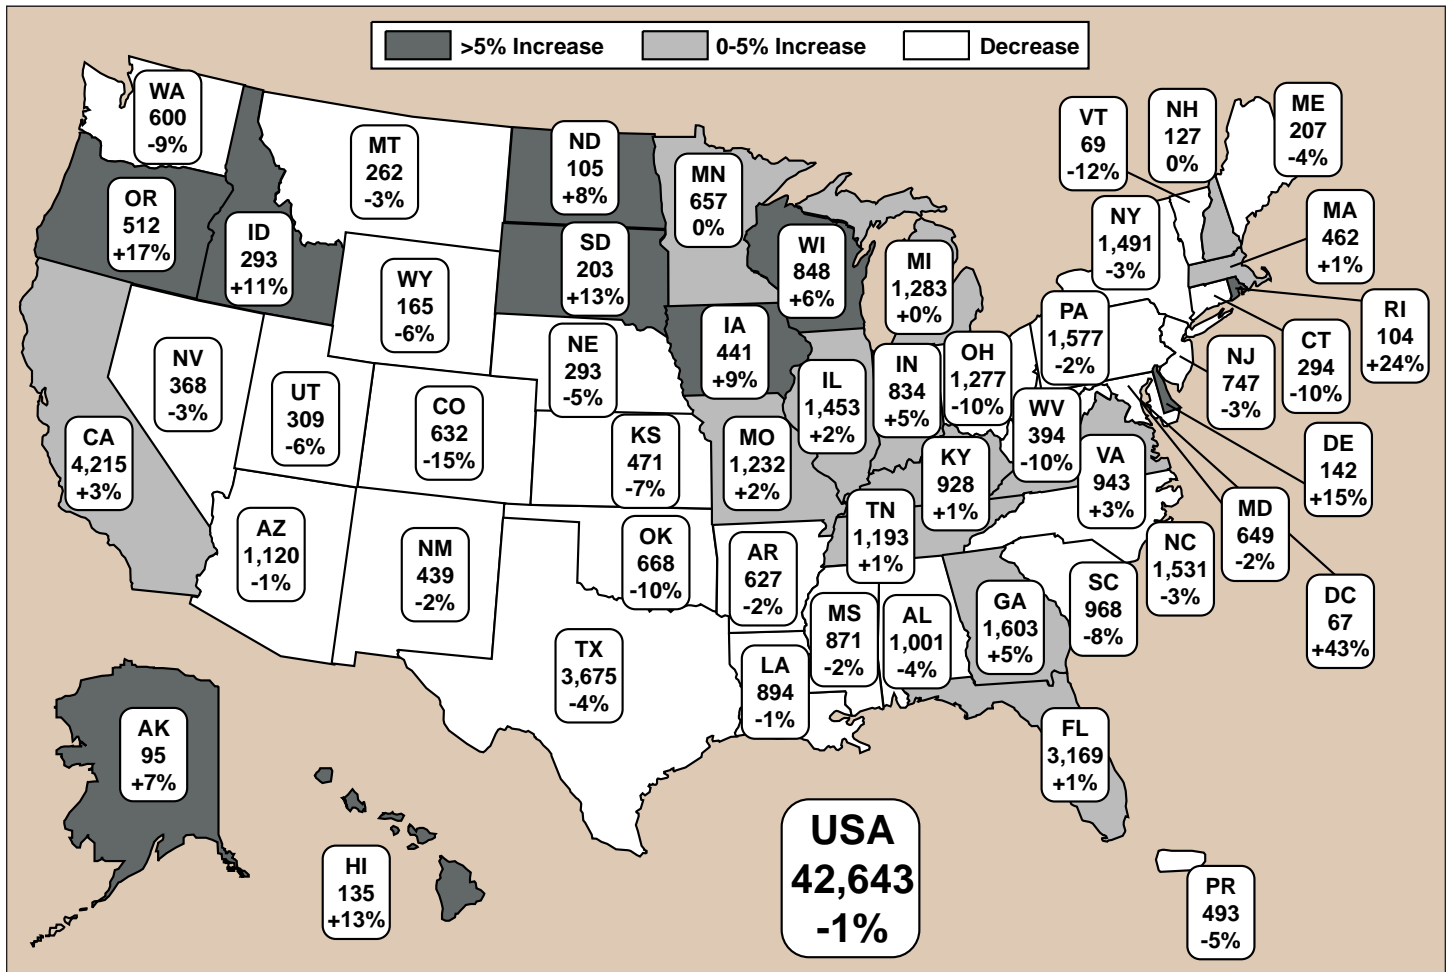 >5% Increase
0-5% Increase
Decrease
WA
600
-9%
MT
262
-3%
ND
105
+8%
MN
657
0%
VT
69
-12%
NH
127
0%
ME
207
-4%
OR
512
+17%
ID
293
+11%
WY
165
-6%
SD
203
+13%
WI
848
+6%
MI
1,283
+0%
NY
1,491
-3%
MA
462
+1%
RI
104
+24%
CT
294
-10%
NJ
747
-3%
PA
1,577
-2%
NV
368
-3%
UT
309
-6%
CO
632
-15%
NE
293
-5%
IA
441
+9%
IL
1,453
+2%
IN
834
+5%
OH
1,277
-10%
WV
394
-10%
VA
943
+3%
DE
142
+15%
MD
649
-2%
DC
67
+43%
CA
4,215
+3%
KS
471
-7%
MO
1,232
+2%
KY
928
+1%
TN
1,193
+1%
NC
1,531
-3%
SC
968
-8%
AZ
1,120
-1%
NM
439
-2%
OK
668
-10%
AR
627
-2%
MS
871
-2%
AL
1,001
-4%
GA
1,603
+5%
TX
3,675
-4%
LA
894
-1%
FL
3,169
+1%
AK
95
+7%
HI
135
+13%
USA
42,643
-1%
PR
493
-5%